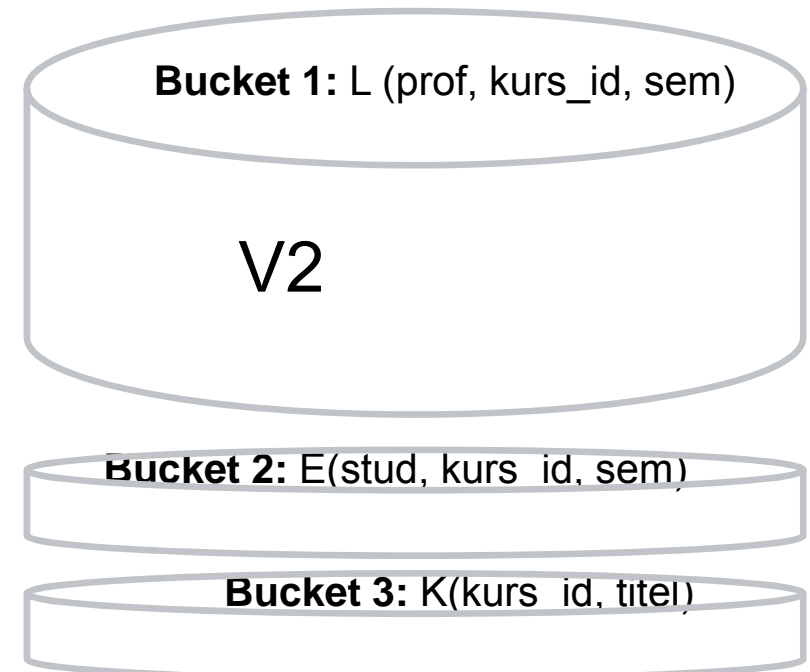 Bucket 1: L (prof, kurs_id, sem)
V2
Bucket 2: E(stud, kurs_id, sem)
Bucket 3: K(kurs_id, titel)